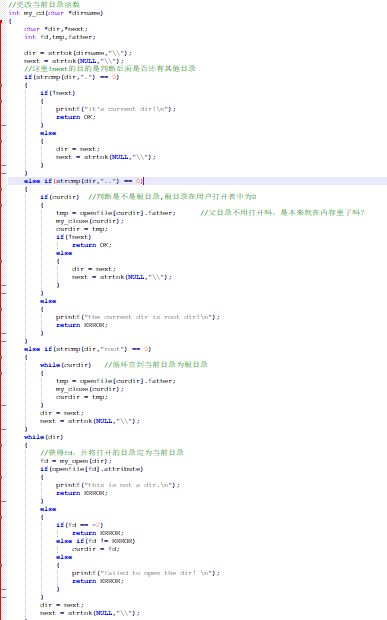 //更改当前目录函数
int my_cd(char *dirname)
{
char *dir,*next;
int fd,tmp,father;
dir = strtok(dirname,"\\");
next = strtok(NULL,"\\");
//这里!next的目的是判断后面是否还有其他目录
if(strcmp(dir,".") == 0)
{
if(!next)
{
printf("it's current dir!\n");
return OK;
}
else
{
dir = next;
next = strtok(NULL,"\\");
}
}
else if(strcmp(dir,"..") == 0)
{
if(curdir) //判断是不是根目录,根目录在用户打开表中为0
{
tmp = openfile[curdir].father; //父目录不用打开吗，是本来就在内存里了吗?
my_close(curdir);
curdir = tmp;
if(!next)
return OK;
else
{
dir = next;
next = strtok(NULL,"\\");
}
}
else
{
printf("the current dir is root dir!\n");
return ERROR;
}
}
else if(strcmp(dir,"root") == 0)
{
while(curdir) //循环直到当前目录为根目录
{
tmp = openfile[curdir].father;
my_close(curdir);
curdir = tmp;
}
dir = next;
next = strtok(NULL,"\\");
}
while(dir)
{
//获得fd，并将打开的目录定为当前目录
fd = my_open(dir);
if(openfile[fd].attribute)
{
printf("this is not a dir.\n");
return ERROR;
}
else
{
if(fd == -2)
return ERROR;
else if(fd != ERROR)
curdir = fd;
else
{
printf("failed to open the dir! \n");
return ERROR;
}
}
dir = next;
next = strtok(NULL,"\\");
}